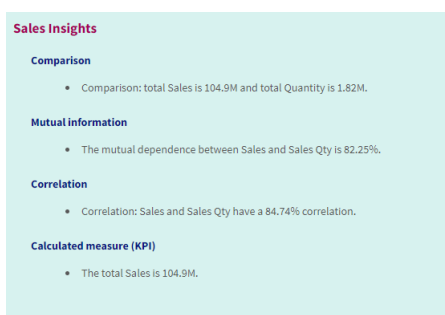 Sales Insights
Comparison
• Comparison: total Sales is 104.9M and total Quantity is 1.82M.
Mutual information
• The mutual dependence between Sales and Sales Qty is 82.25%.
Correlation
• Correlation: Sales and Sales Qty have a 84.74% correlation.
Calculated measure (KPI)
• The total Sales is 104.9M.